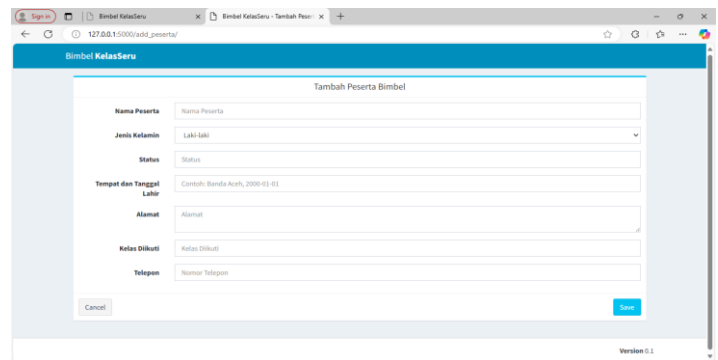 Sign in
Bimbel KelasSeru
Bimbel KelasSeru - Tambah Peser
127.0.0.1:5000/add_peserta/
Bimbel KelasSeru
Tambah Peserta Bimbel
Nama Peserta Nama Peserta
Jenis Kelamin Laki-laki
Status Status
Tempat dan Tanggal Contoh: Banda Aceh, 2000-01-01
Lahir
Alamat Alamat
Kelas Diikuti Kelas Diikuti
Telepon Nomor Telepon
Cancel Save
Version 0.1